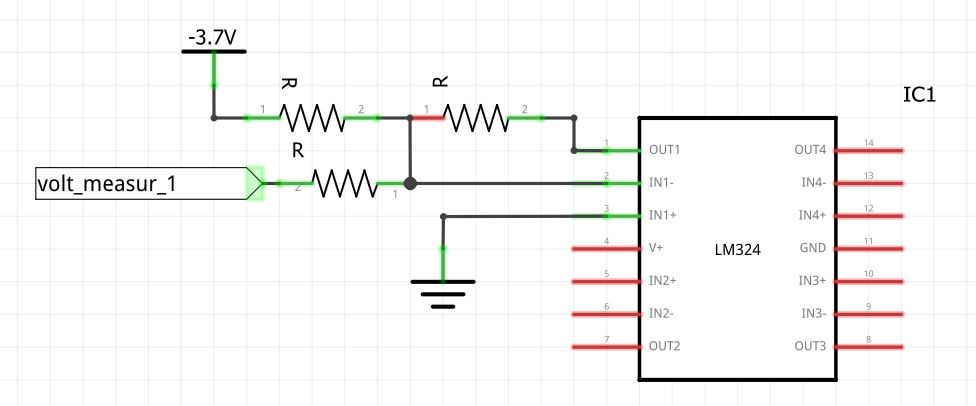 -3.7V
R
R
IC1
1
2
1
2
R
volt_measur_1
2
1
1
OUT1
OUT4
14
2
IN1-
IN4-
13
3
IN1+
IN4+
12
4
V+
LM324
GND
11
5
IN2+
IN3+
10
6
IN2-
IN3-
9
7
OUT2
OUT3
8